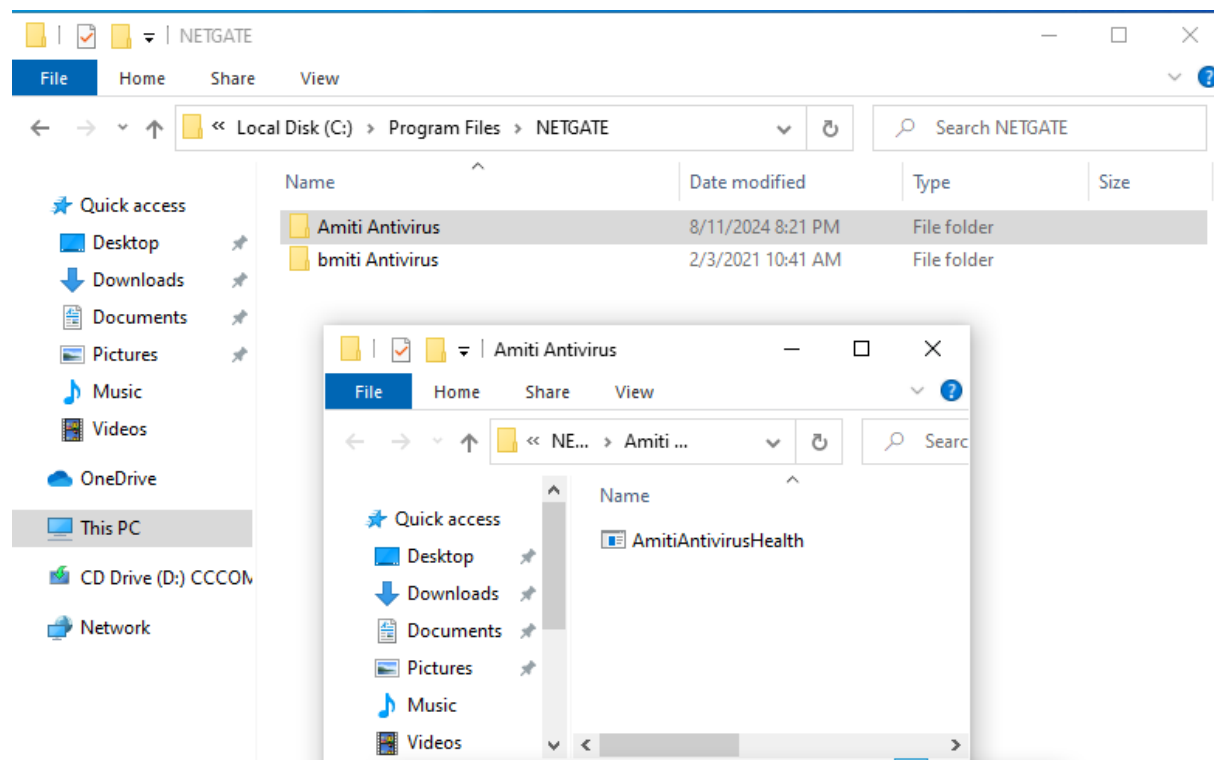 NETGATE
File Home Share View
« Local Disk (C:) > Program Files > NETGATE
Search NETGATE
Name Date modified Type Size
Quick access
Desktop
Downloads
Documents
Pictures
Music
Videos
OneDrive
This PC
CD Drive (D:) CCCOM
Network
Amiti Antivirus 8/11/2024 8:21 PM File folder
bmiti Antivirus 2/3/2021 10:41 AM File folder
Amiti Antivirus
File Home Share View
« NE... > Amiti ...
Searc
Name
Quick access
Desktop
Downloads
Documents
Pictures
Music
Videos
AmitiAntivirusHealth